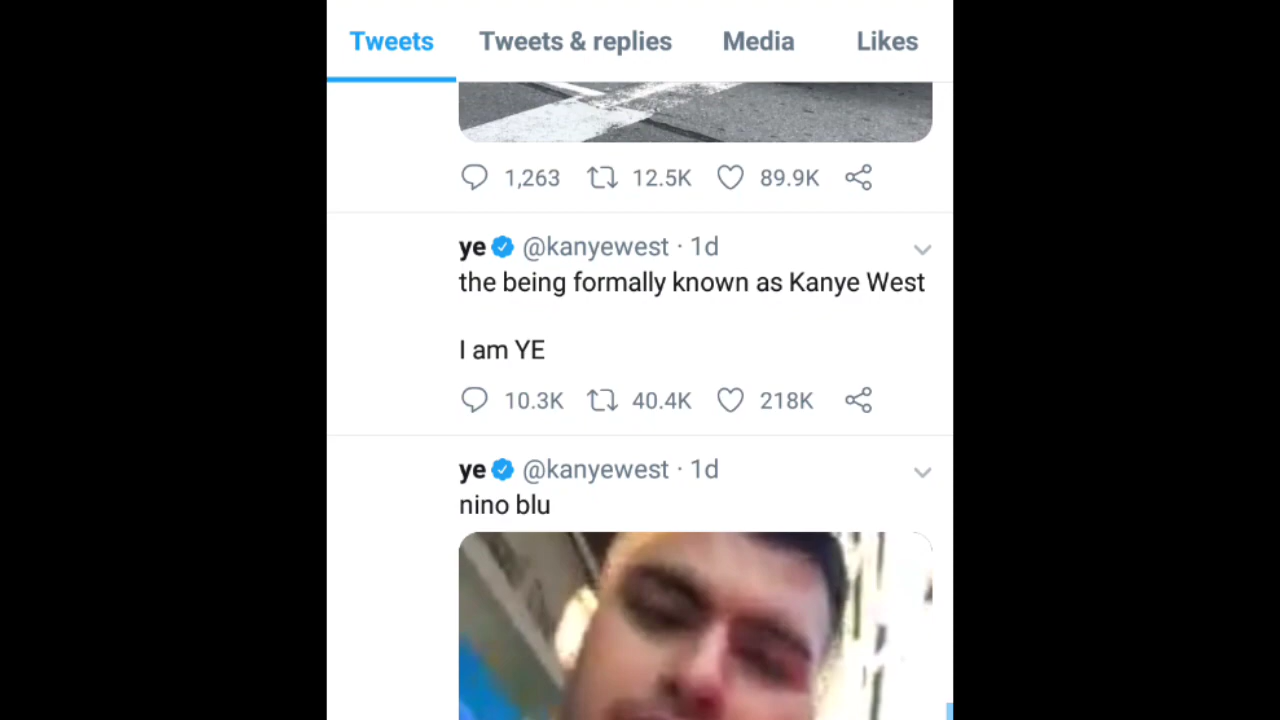 Tweets Tweets & replies Media Likes
1,263 12.5K 89.9K
ye @kanyewest · 1d
the being formally known as Kanye West
I am YE
10.3K 40.4K 218K
ye @kanyewest · 1d
nino blu